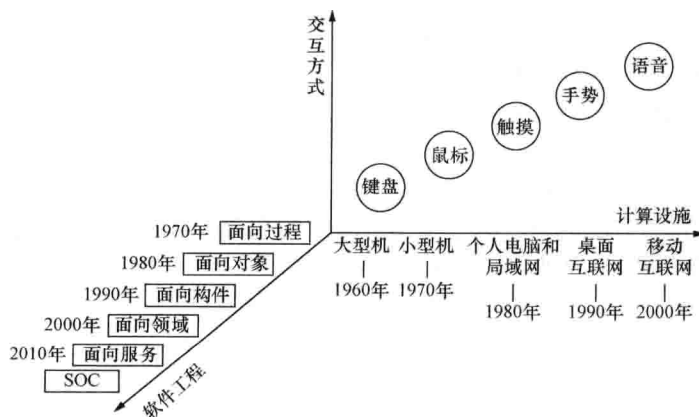 交互方式
语音
手势
触摸
鼠标
键盘
计算设施
大型机 小型机 个人电脑和 桌面 移动
局域网 互联网 互联网
1960年 1970年 1980年 1990年 2000年
1970年 面向过程
1980年 面向对象
1990年 面向构件
2000年 面向领域
2010年 面向服务
SOC
软件工程